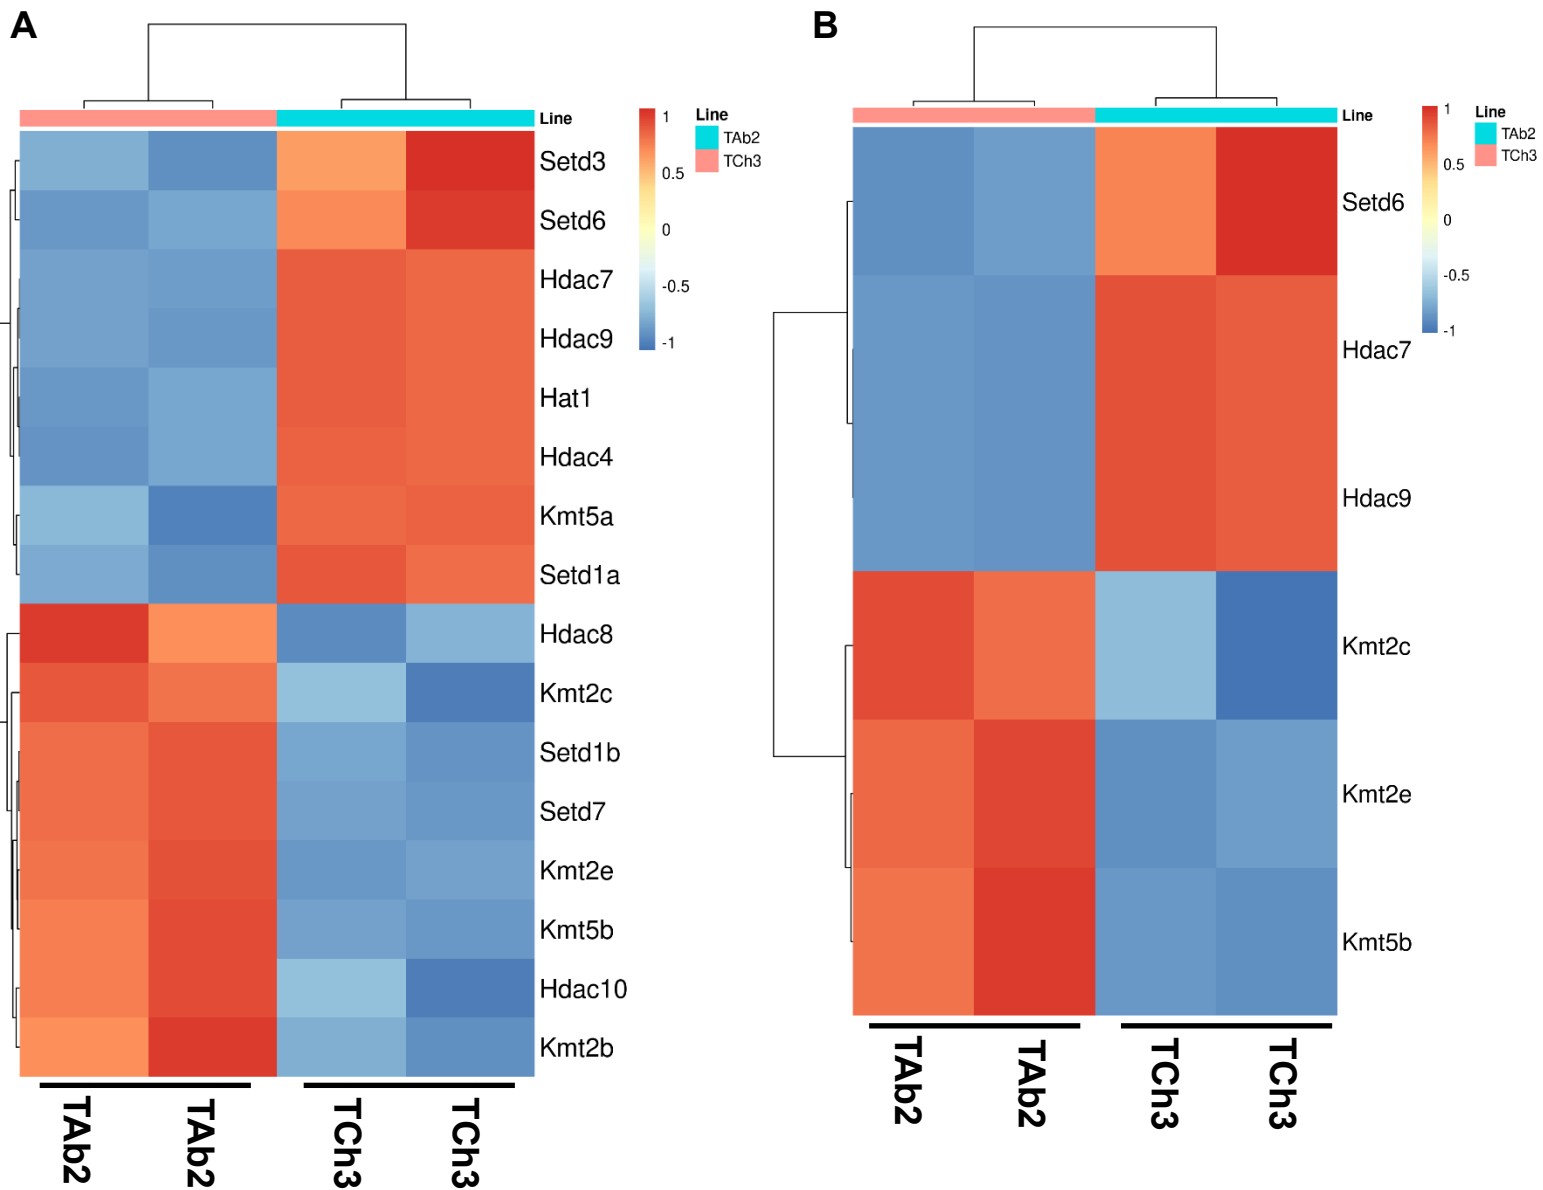 A
Line
Setd3
Setd6
Hdac7
Hdac9
Hat1
Hdac4
Kmt5a
Setd1a
Hdac8
Kmt2c
Setd1b
Setd7
Kmt2e
Kmt5b
Hdac10
Kmt2b
1
0.5
0
-0.5
-1
Line
TAb2
TCh3
TAb2
TAb2
TCh3
TCh3
B
Line
Setd6
Hdac7
Hdac9
Kmt2c
Kmt2e
Kmt5b
1
0.5
0
-0.5
-1
Line
TAb2
TCh3
TAb2
TAb2
TCh3
TCh3